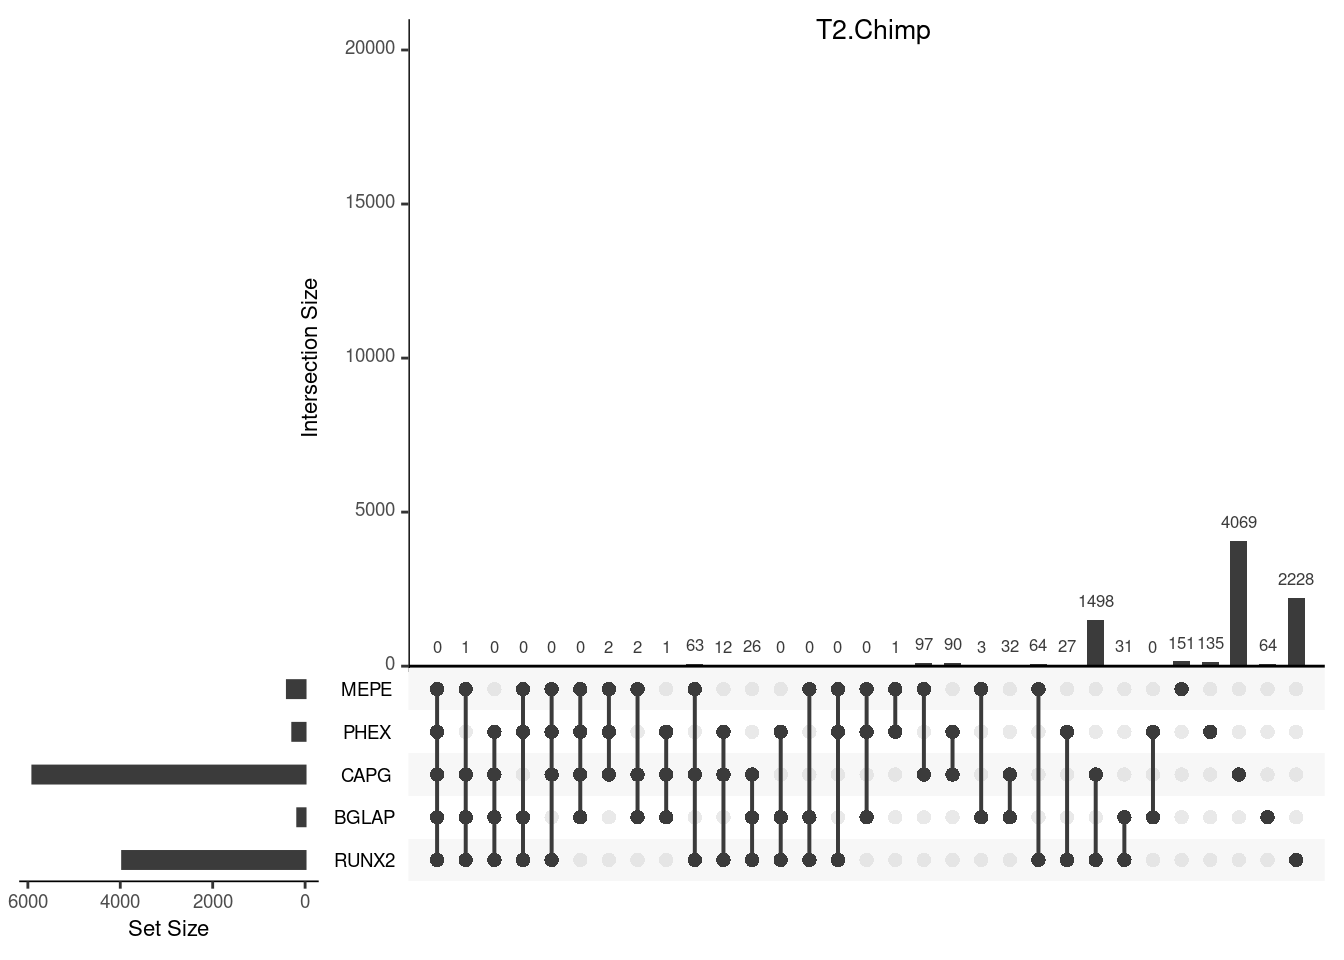 T2.Chimp
20000
15000
10000
5000
0
Intersection Size
0 1 0 0 0 0 2 2 1 63 12 26 0 0 0 0 1 97 90 3 32 64 27 1498 31 0 151 135 4069 64 2228
MEPE
PHEX
CAPG
BGLAP
RUNX2
6000 4000 2000 0
Set Size